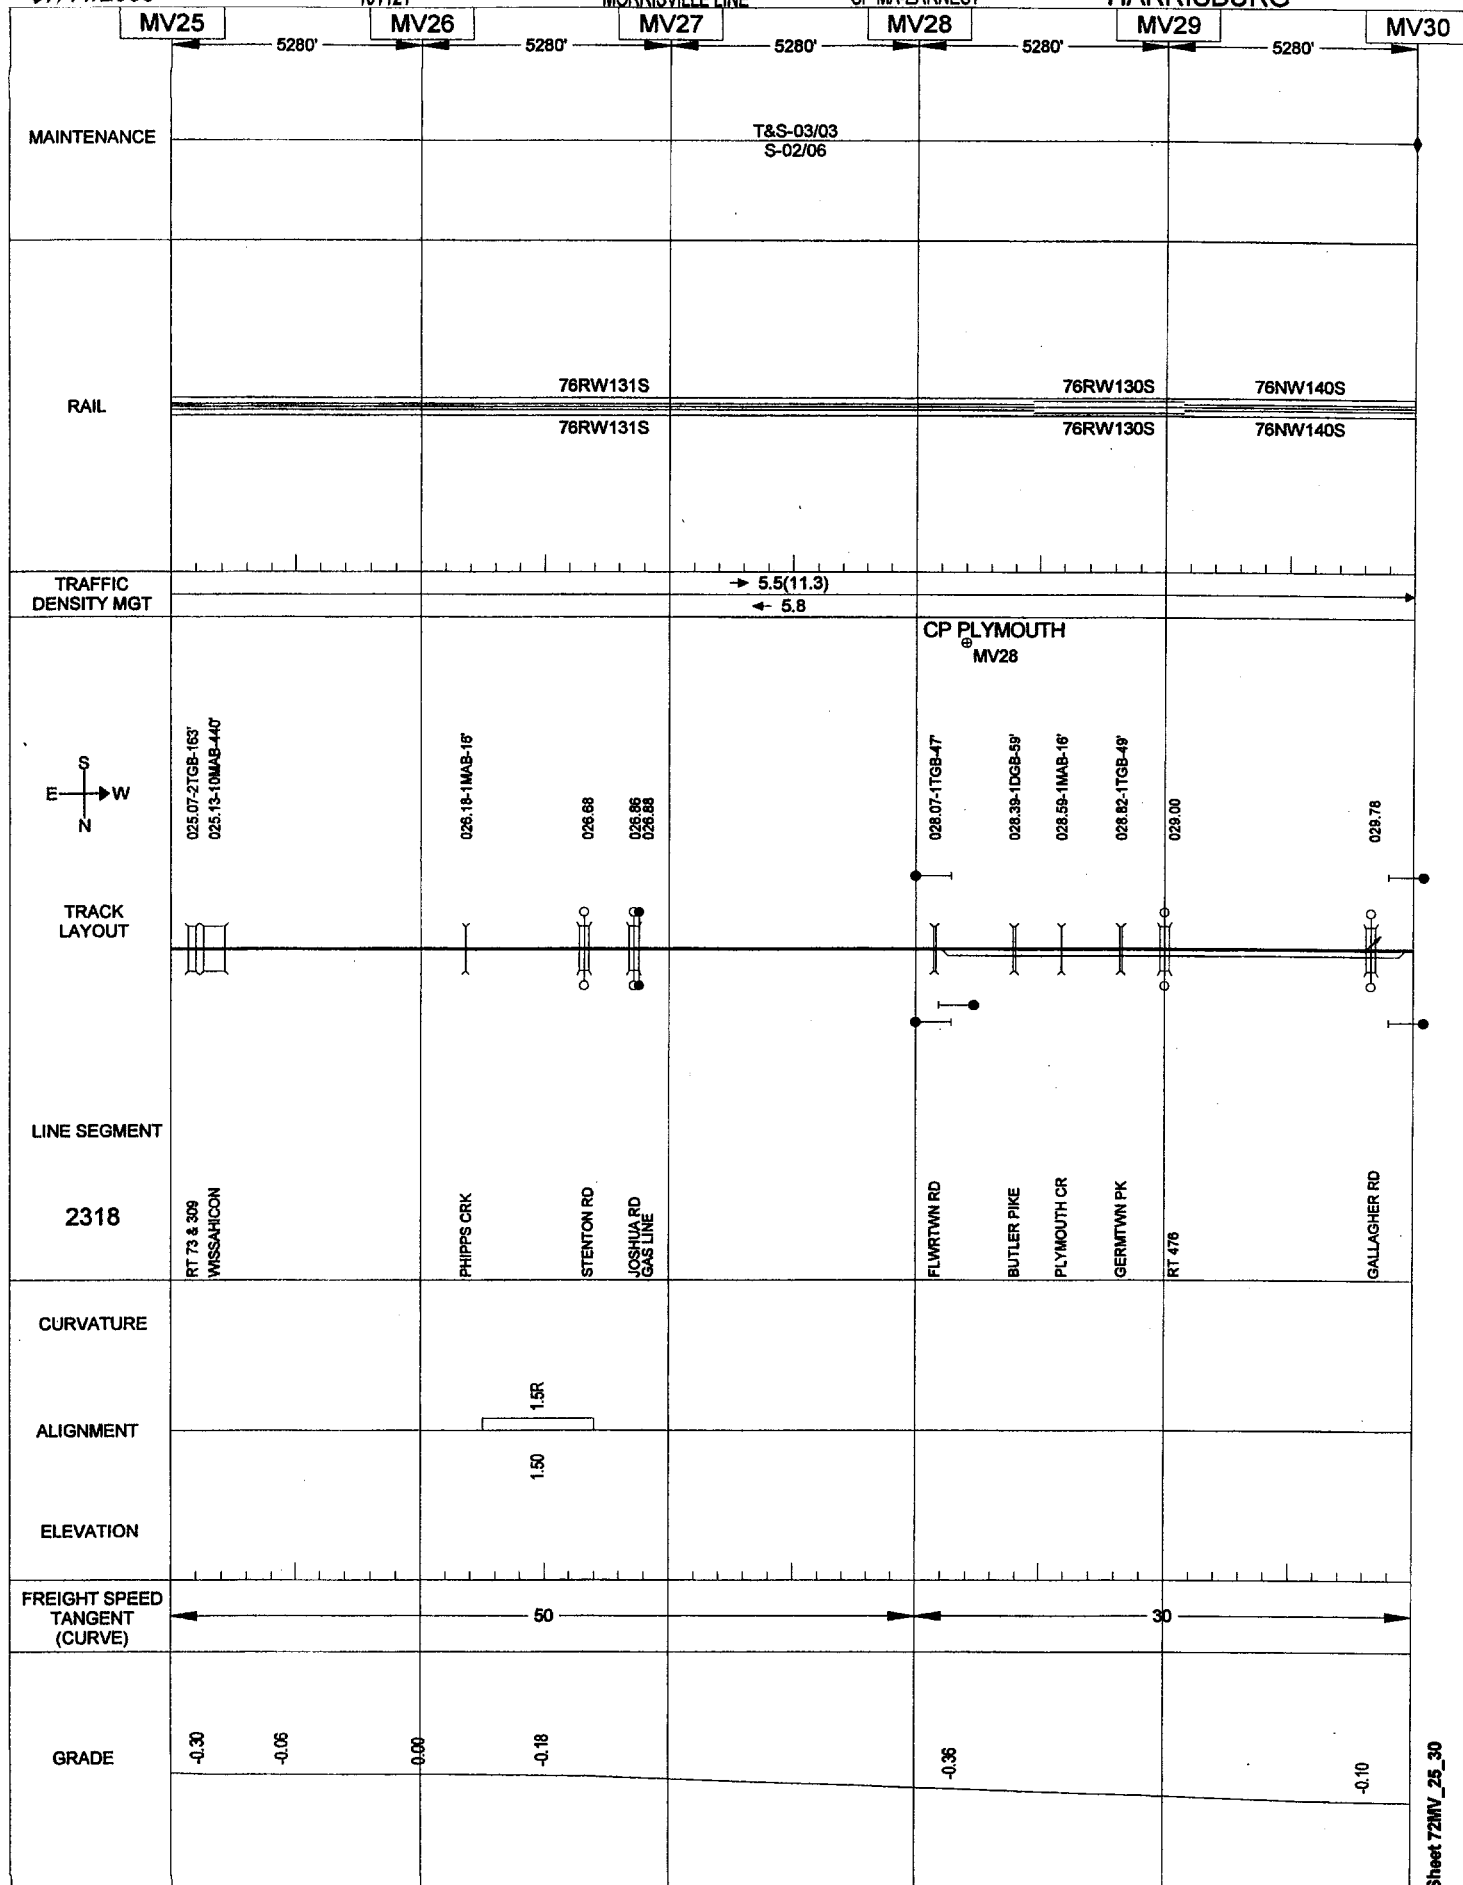 MORRISVILLE LINE
HARRISBURG
MV25 MV26 MV27 MV28 MV29 MV30
5280' 5280' 5280' 5280' 5280'
MAINTENANCE
T&S-03/03
S-02/06
RAIL
76RW131S 76RW130S 76NW140S
76RW131S 76RW130S 76NW140S
TRAFFIC
DENSITY MGT
5.5(11.3)
5.8
CP PLYMOUTH
MV28
S
E W
N
025.07-2TGB-163'
025.13-10MAB-440'
026.18-1MAB-16'
026.68
026.86
026.88
028.07-1TGB-47'
028.39-1DGB-59'
028.59-1MAB-16'
028.82-1TGB-49'
029.00
029.78
TRACK
LAYOUT
LINE SEGMENT
2318
RT 73 & 309
WISSAHICON
PHIPPS CRK
STENTON RD
JOSHUA RD
GAS LINE
FLWRTWN RD
BUTLER PIKE
PLYMOUTH CR
GERMTWN PK
RT 476
GALLAGHER RD
CURVATURE
1.5R
ALIGNMENT
1.50
ELEVATION
FREIGHT SPEED
TANGENT
(CURVE)
50 30
GRADE
-0.30
-0.06
0.00
-0.18
-0.36
-0.10
Sheet 72MV_25_30